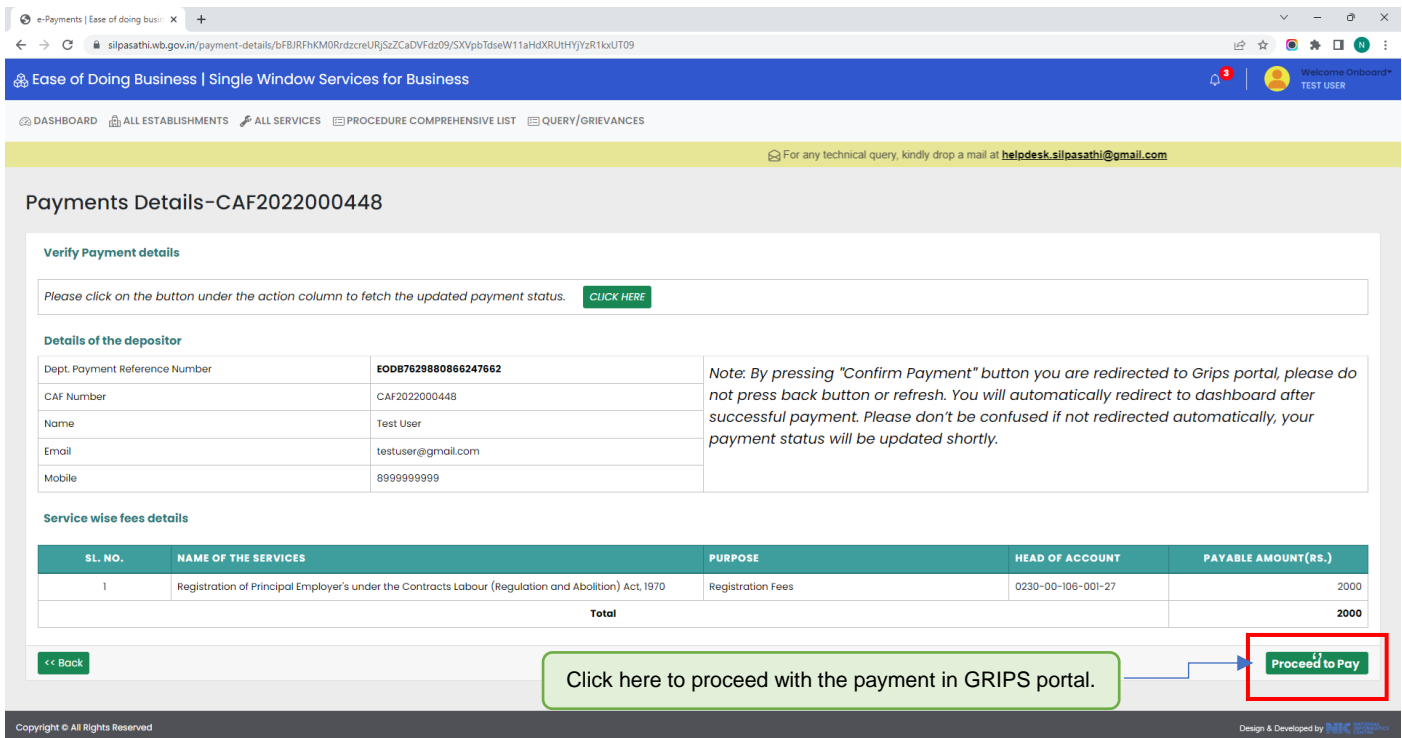 e-Payments | Ease of doing busin
silpasathi.wb.gov.in/payment-details/bFBJRFhKM0RrdzcreURjSzZCaDVFdz09/SXVpbTdseW11aHdXRUtHYjYzR1kxUT09
N
Ease of Doing Business | Single Window Services for Business
3
Welcome Onboard
TEST USER
DASHBOARD ALL ESTABLISHMENTS ALL SERVICES PROCEDURE COMPREHENSIVE LIST QUERY/GRIEVANCES
For any technical query, kindly drop a mail at helpdesk.silpasathi@gmail.com
Payments Details-CAF2022000448
Verify Payment details
Please click on the button under the action column to fetch the updated payment status. CLICK HERE
Details of the depositor
Dept. Payment Reference Number EODB7629880866247662
CAF Number CAF2022000448
Name Test User
Email testuser@gmail.com
Mobile 8999999999
Note: By pressing "Confirm Payment" button you are redirected to Grips portal, please do
not press back button or refresh. You will automatically redirect to dashboard after
successful payment. Please don't be confused if not redirected automatically, your
payment status will be updated shortly.
Service wise fees details
SL. NO. NAME OF THE SERVICES PURPOSE HEAD OF ACCOUNT PAYABLE AMOUNT(RS.)
1 Registration of Principal Employer's under the Contracts Labour (Regulation and Abolition) Act, 1970 Registration Fees 0230-00-106-001-27 2000
Total 2000
<< Back
Click here to proceed with the payment in GRIPS portal.
Proceed to Pay
Copyright © All Rights Reserved
Design & Developed by NIC